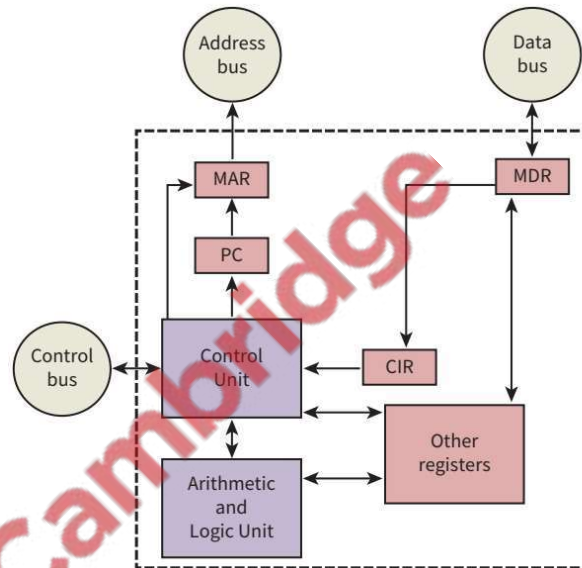 Address
bus
Data
bus
MAR
MDR
PC
Control
bus
Control
Unit
CIR
Other
registers
Arithmetic
and
Logic Unit
Cambridge